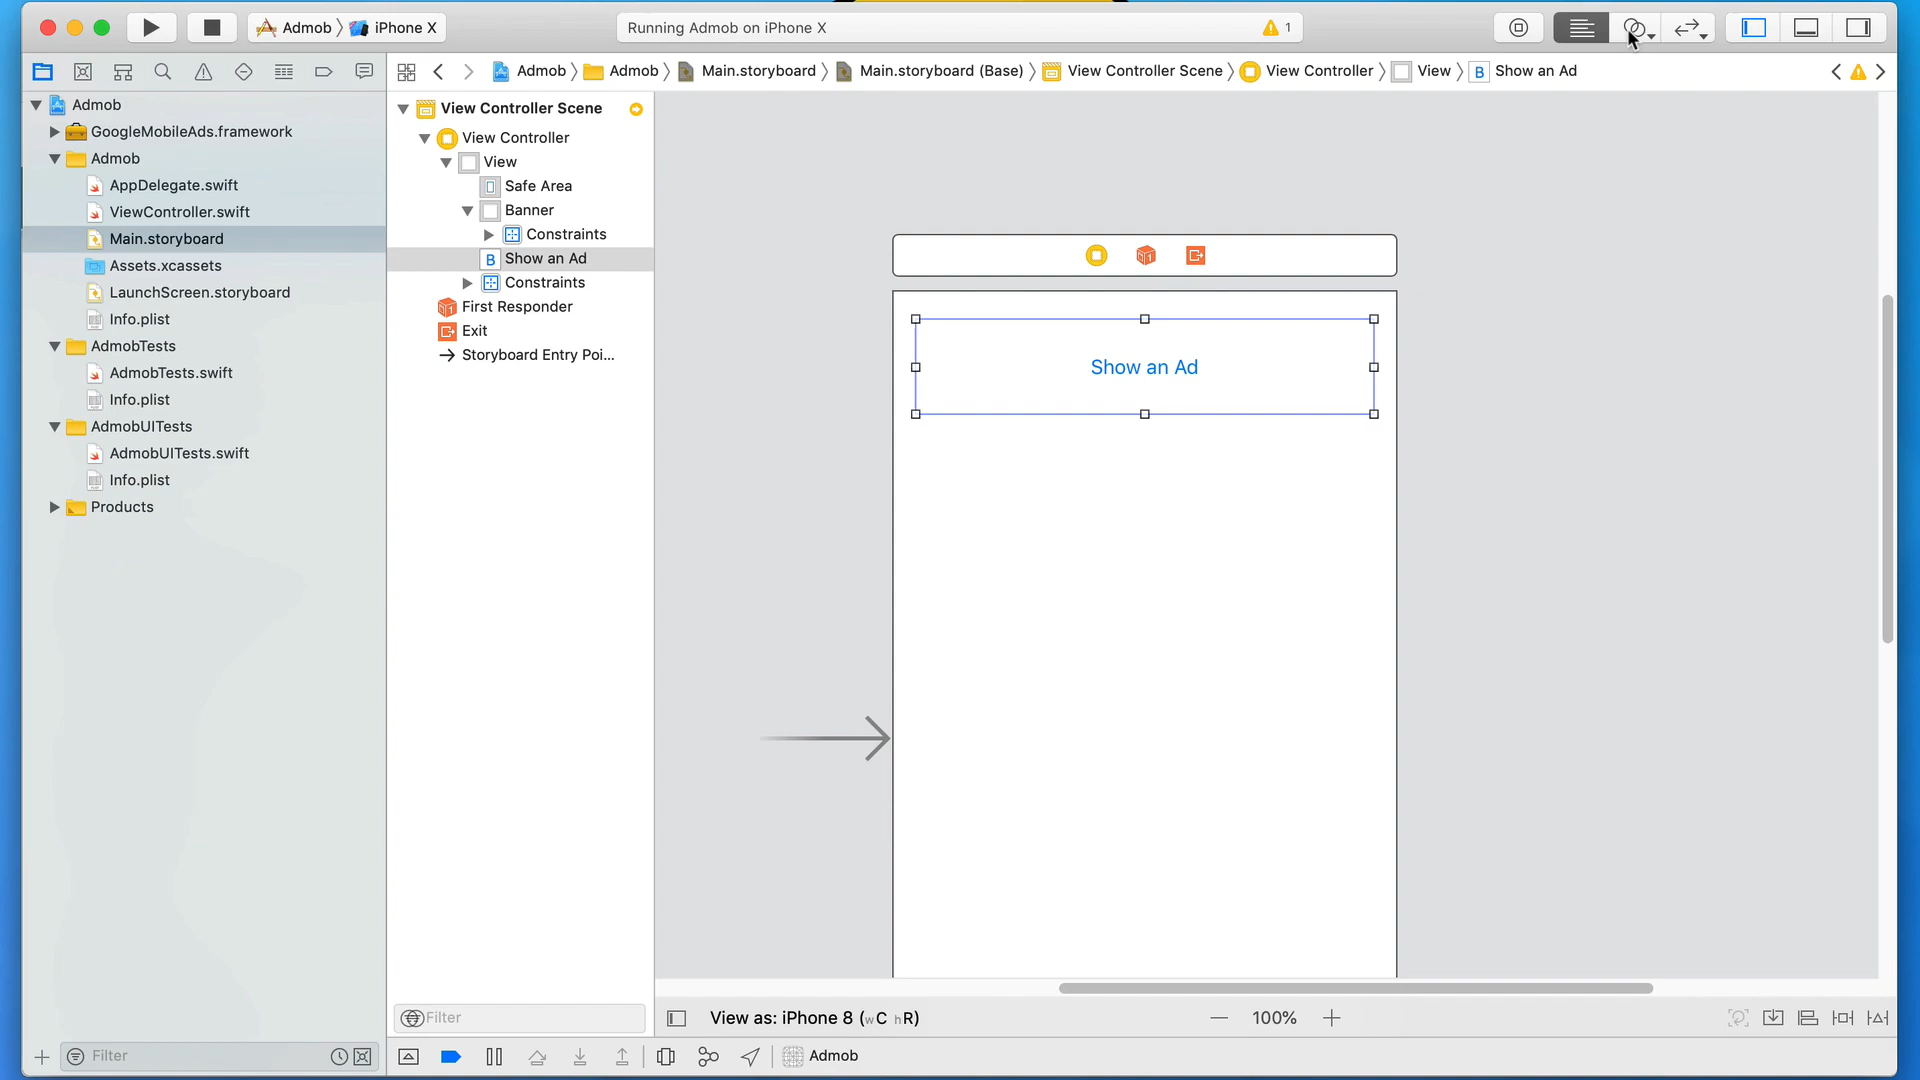 Admob
iPhone X
Running Admob on iPhone X
1
Admob
Admob
Main.storyboard
Main.storyboard (Base)
View Controller Scene
View Controller
View
B
Show an Ad
Admob
GoogleMobileAds.framework
Admob
AppDelegate.swift
ViewController.swift
Main.storyboard
Assets.xcassets
LaunchScreen.storyboard
Info.plist
AdmobTests
AdmobTests.swift
Info.plist
AdmobUITests
AdmobUITests.swift
Info.plist
Products
Filter
View Controller Scene
View Controller
View
Safe Area
Banner
Constraints
B Show an Ad
Constraints
First Responder
Exit
Storyboard Entry Poi...
Filter
Show an Ad
View as: iPhone 8 (wC hR)
100%
Admob